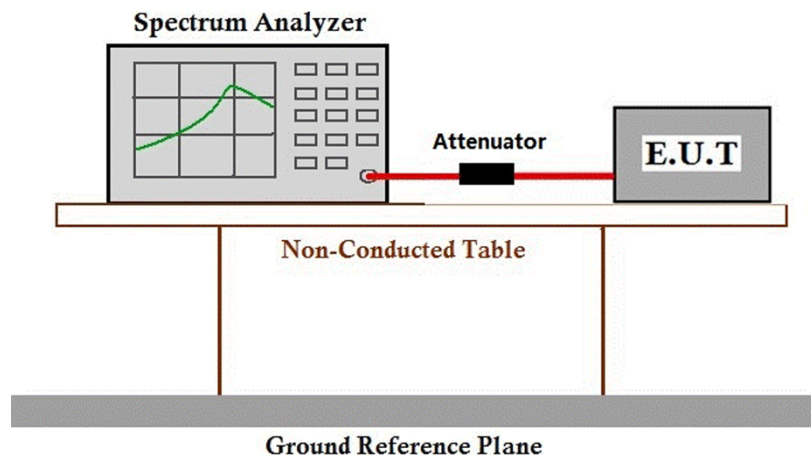 Spectrum Analyzer
Attenuator
E.U.T
Non-Conducted Table
Ground Reference Plane